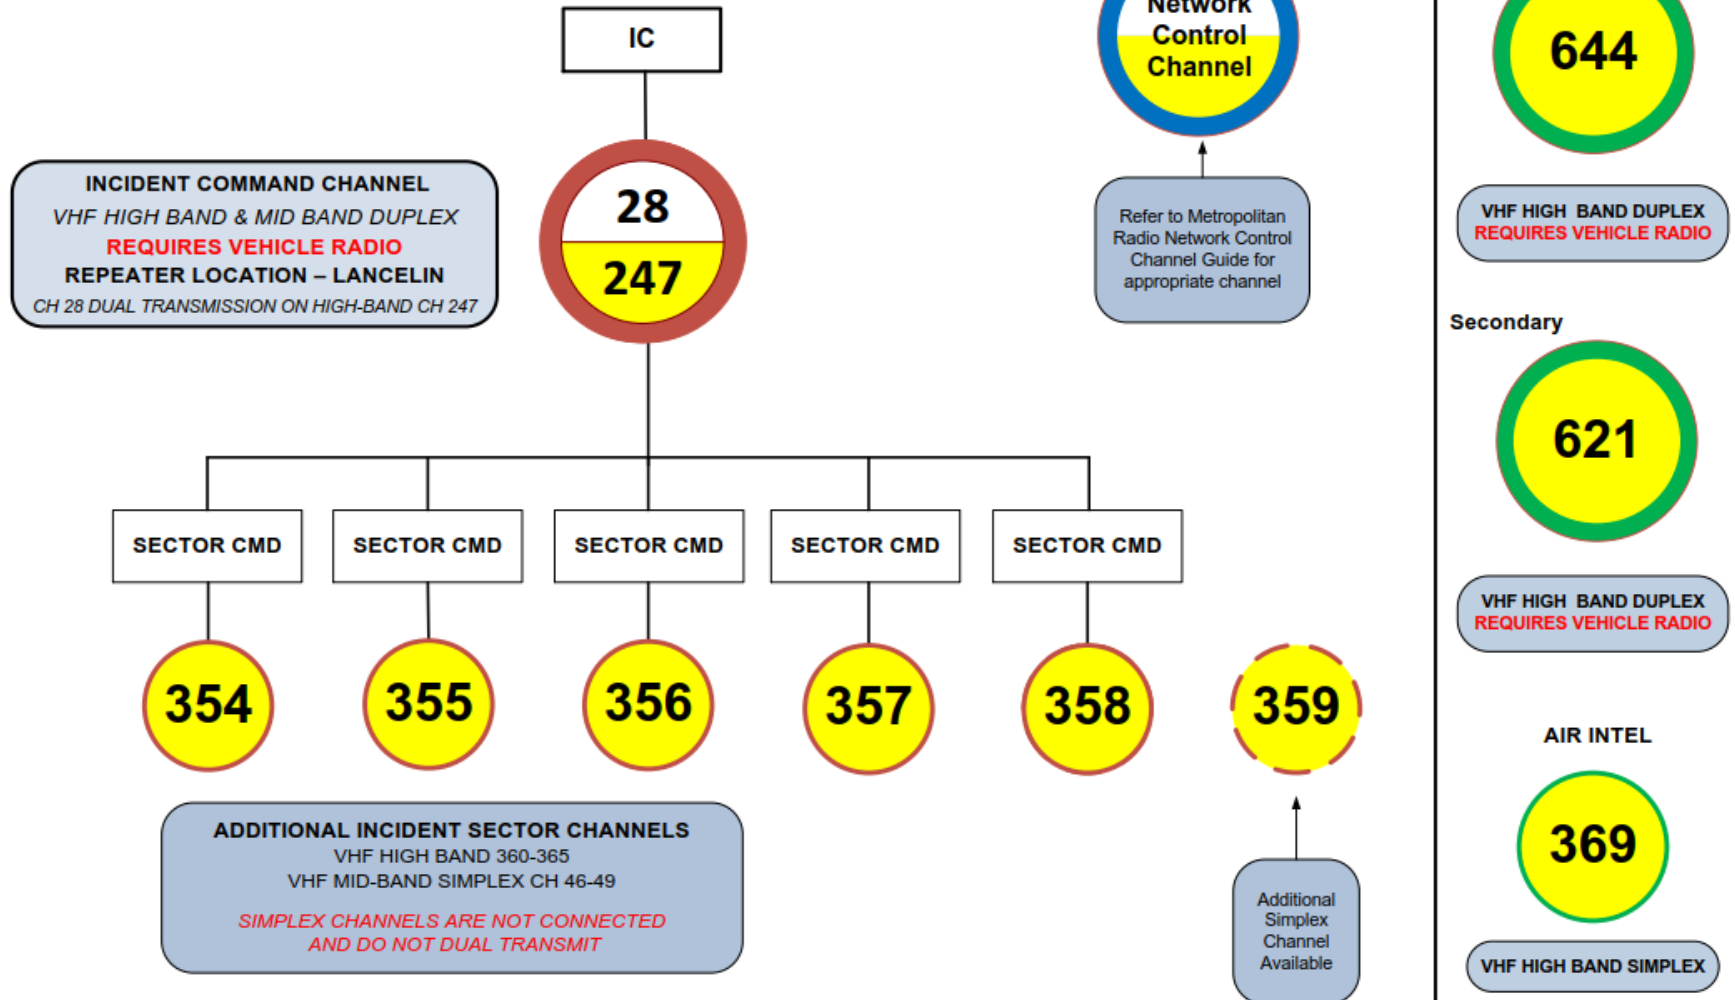 IC
Network
Control
Channel
644
INCIDENT COMMAND CHANNEL
VHF HIGH BAND & MID BAND DUPLEX
REQUIRES VEHICLE RADIO
REPEATER LOCATION – LANCELIN
CH 28 DUAL TRANSMISSION ON HIGH-BAND CH 247
28
247
Refer to Metropolitan
Radio Network Control
Channel Guide for
appropriate channel
VHF HIGH  BAND DUPLEX
REQUIRES VEHICLE RADIO
Secondary
621
SECTOR CMD
SECTOR CMD
SECTOR CMD
SECTOR CMD
SECTOR CMD
VHF HIGH  BAND DUPLEX
REQUIRES VEHICLE RADIO
354
355
356
357
358
359
AIR INTEL
369
ADDITIONAL INCIDENT SECTOR CHANNELS
VHF HIGH BAND 360-365
VHF MID-BAND SIMPLEX CH 46-49
SIMPLEX CHANNELS ARE NOT CONNECTED
AND DO NOT DUAL TRANSMIT
Additional
Simplex
Channel
Available
VHF HIGH BAND SIMPLEX